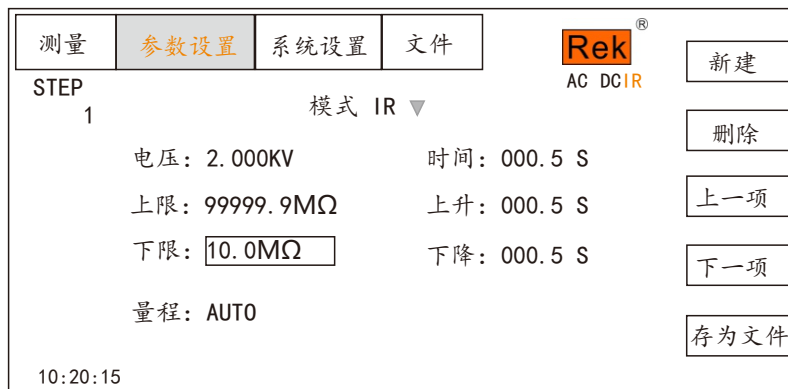 测量 参数设置 系统设置 文件
Rek®
AC DCIR
新建
STEP
1
模式 IR ▼
删除
电压: 2.000KV 时间: 000.5 S
上限: 99999.9MΩ 上升: 000.5 S
上一项
下限: 10.0MΩ 下降: 000.5 S
下一项
量程: AUTO
存为文件
10:20:15